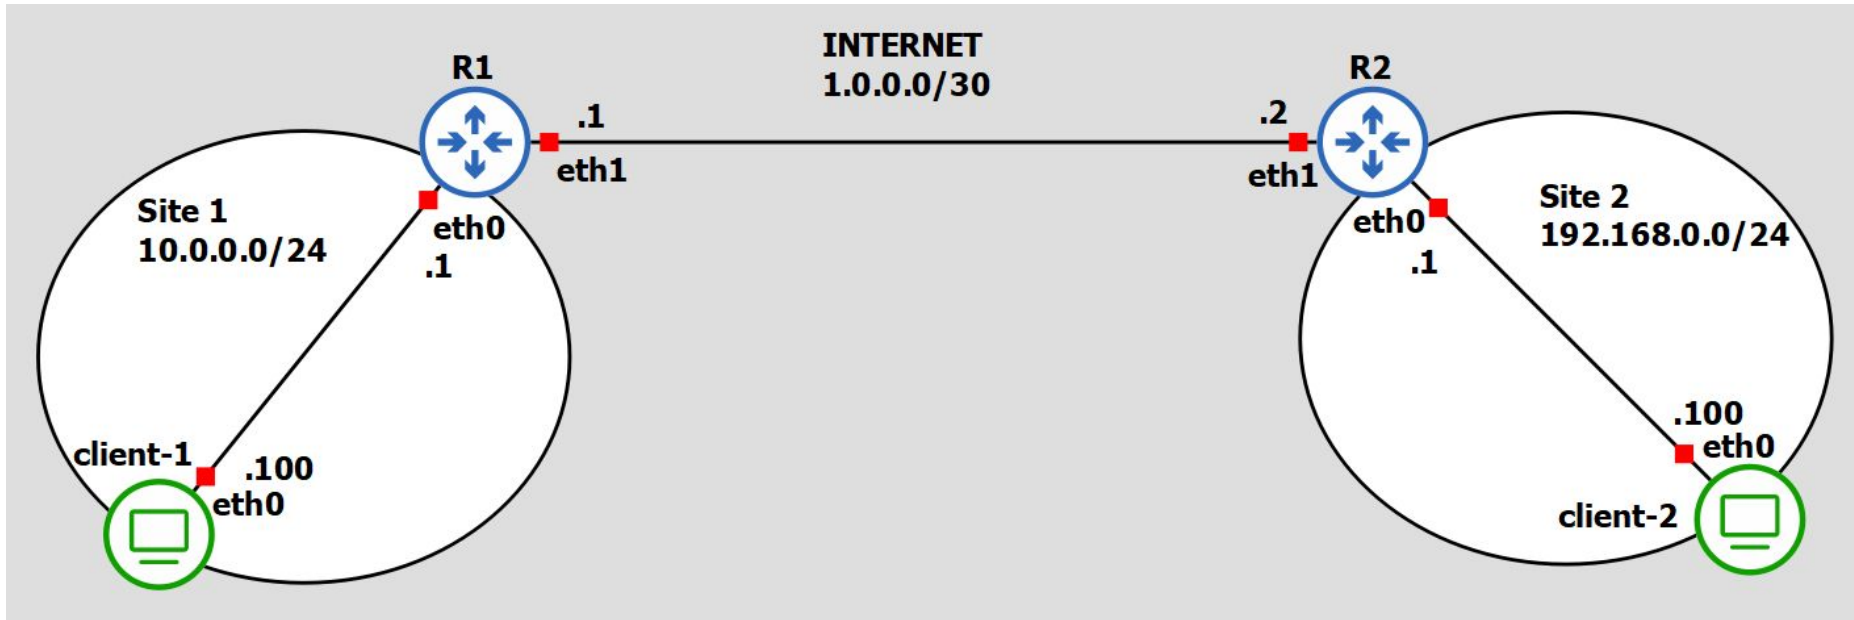 INTERNET
1.0.0.0/30
R1
R2
.1
eth1
.2
eth1
Site 1
10.0.0.0/24
eth0
.1
Site 2
192.168.0.0/24
eth0
.1
client-1
.100
eth0
.100
eth0
client-2